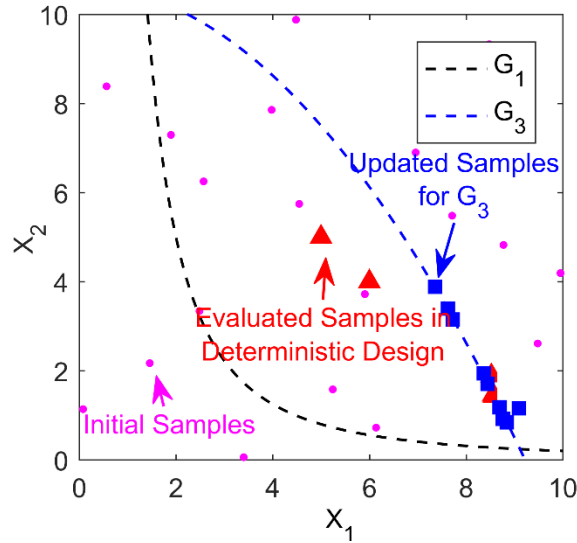 10
8
6
4
2
0
X2
G1
G3
Updated Samples
for G3
Evaluated Samples in
Deterministic Design
Initial Samples
0 2 4 6 8 10
X1